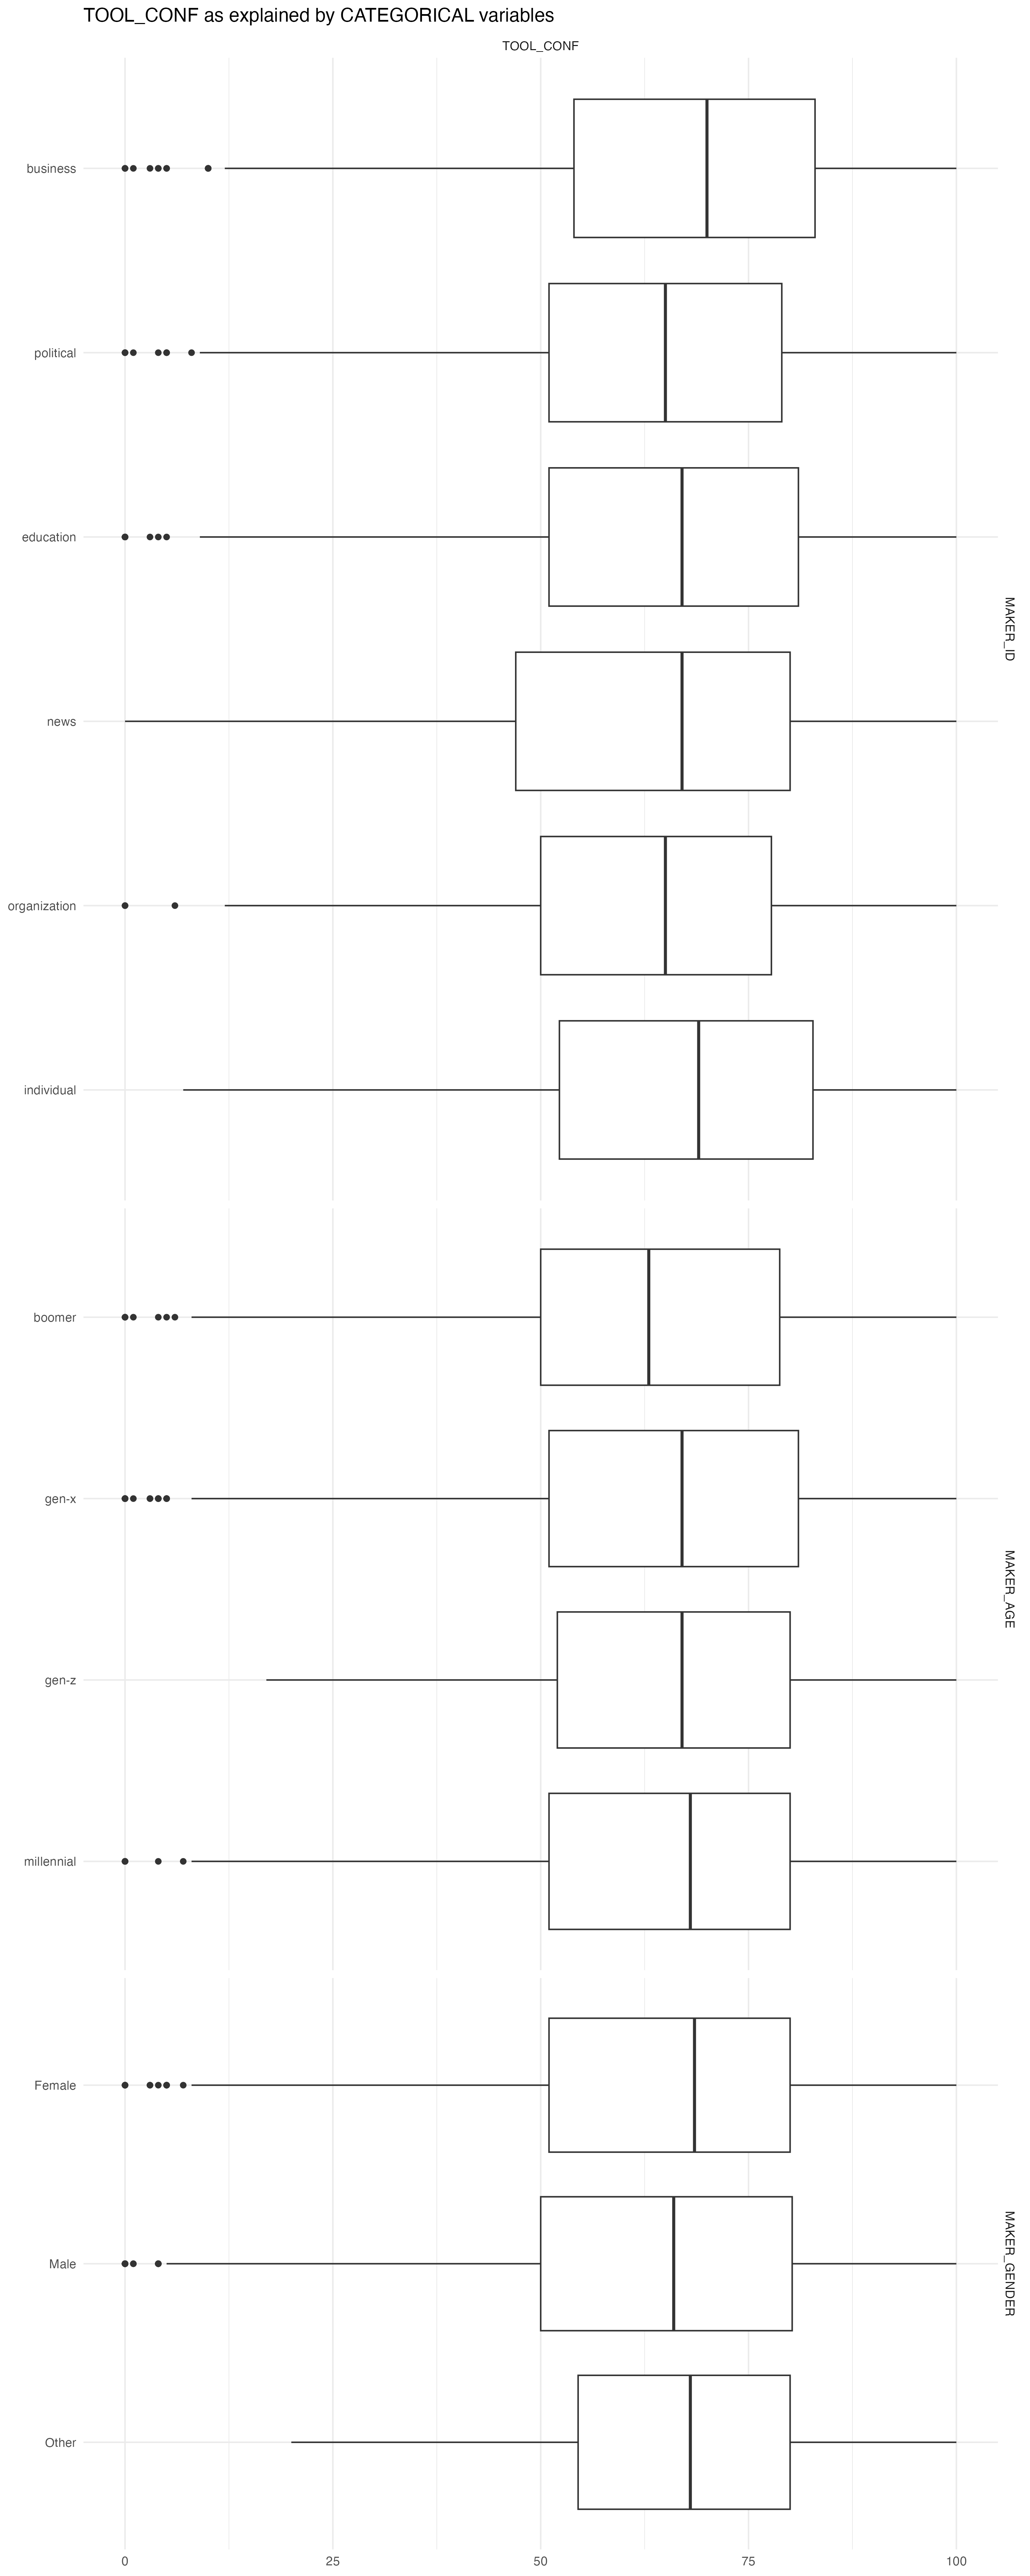 TOOL_CONF as explained by CATEGORICAL variables
TOOL_CONF
business
political
education
news
organization
individual
MAKER_ID
boomer
gen-x
gen-z
millennial
MAKER_AGE
Female
Male
Other
MAKER_GENDER
0 25 50 75 100